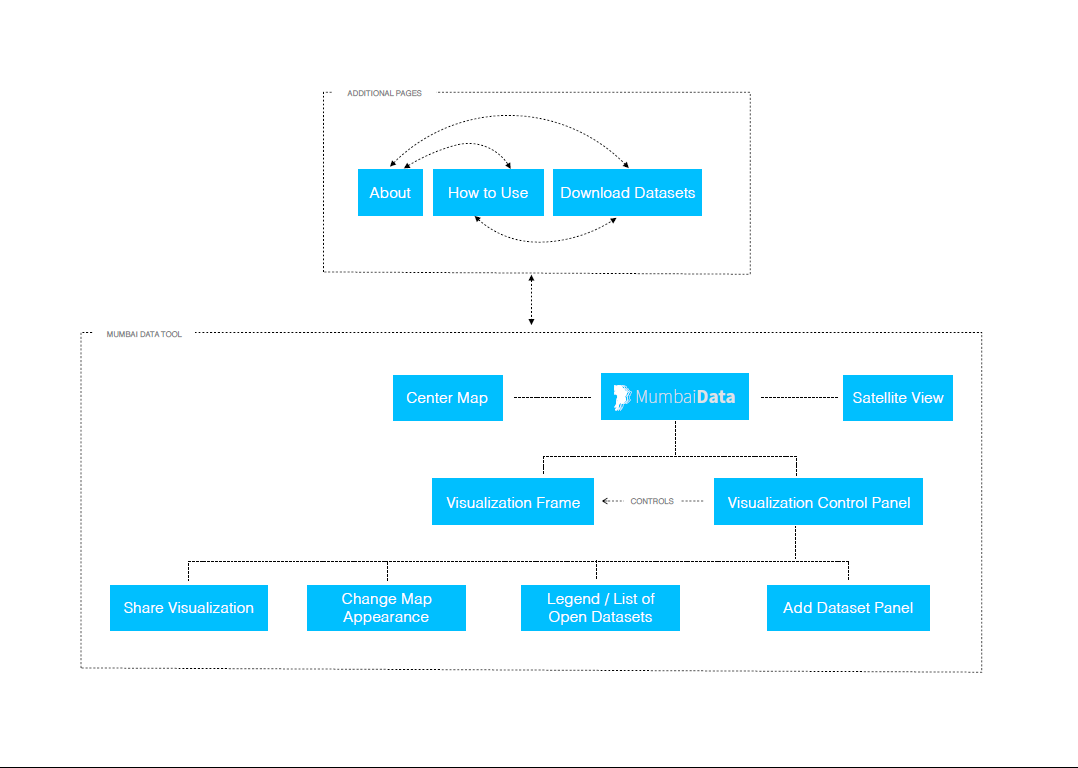 ADDITIONAL PAGES
About
How to Use
Download Datasets
MUMBAI DATA TOOL
Center Map
MumbaiData
Satellite View
Visualization Frame
CONTROLS
Visualization Control Panel
Share Visualization
Change Map
Appearance
Legend / List of
Open Datasets
Add Dataset Panel